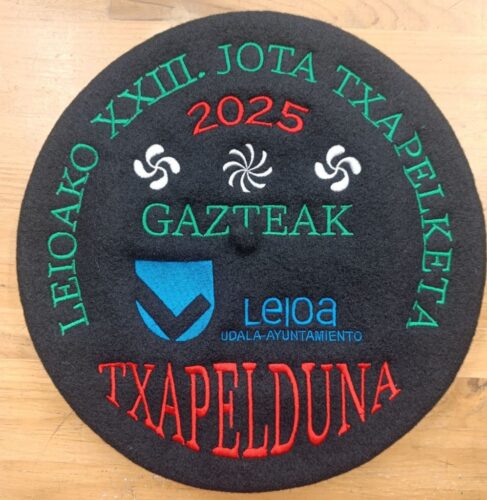 LEIOAKO XXIII. JOTA TXAPELKETA
2025
GAZTEAK
Leioa
UDALA-AYUNTAMIENTO
TXAPELDUNA